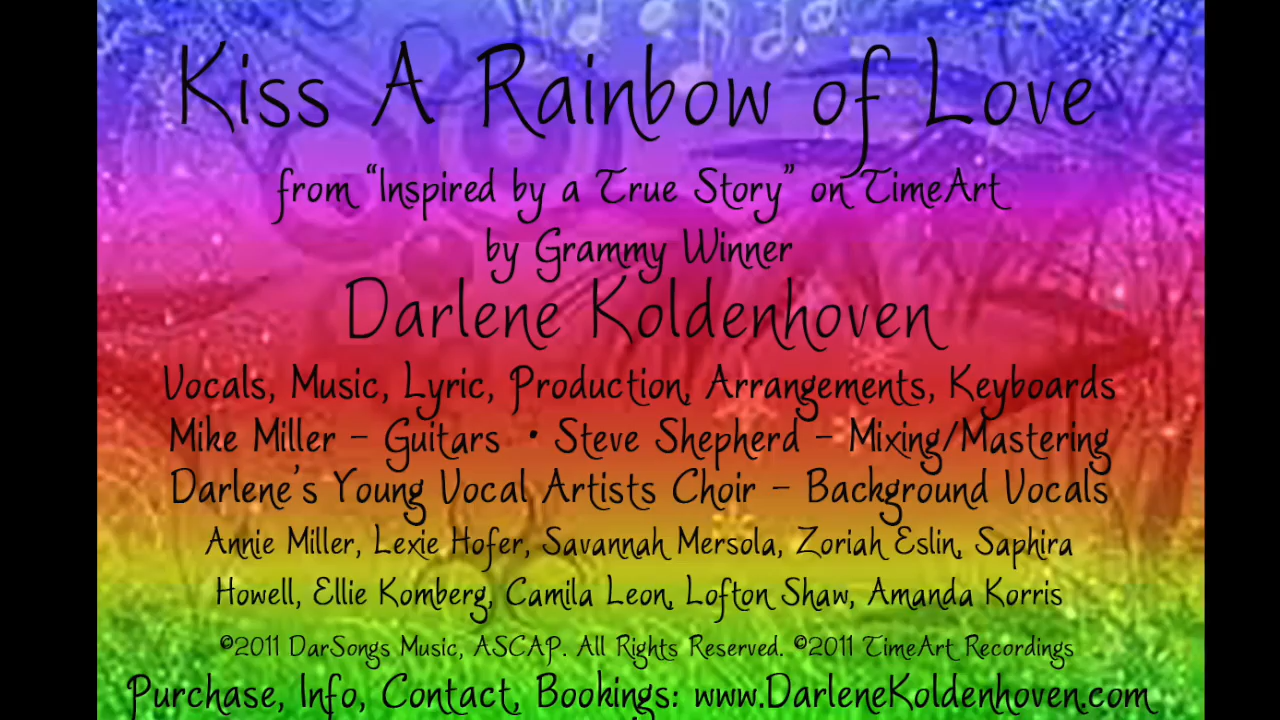 Kiss A Rainbow of Love
from “Inspired by a True Story” on TimeArt
by Grammy Winner
Darlene Koldenhoven
Vocals, Music, Lyric, Production, Arrangements, Keyboards
Mike Miller - Guitars • Steve Shepherd - Mixing/Mastering
Darlene's Young Vocal Artists Choir - Background Vocals
Annie Miller, Lexie Hofer, Savannah Mersola, Zoriah Eslin, Saphira
Howell, Ellie Komberg, Camila Leon, Lofton Shaw, Amanda Korris
©2011 DarSongs Music, ASCAP. All Rights Reserved. ©2011 TimeArt Recordings
Purchase, Info, Contact, Bookings: www.DarleneKoldenhoven.com